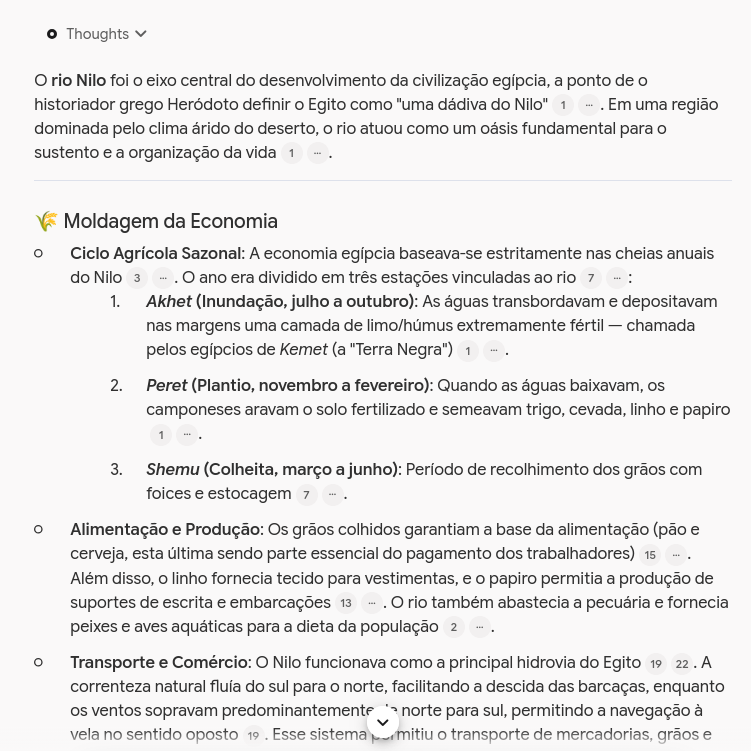 Thoughts
O rio Nilo foi o eixo central do desenvolvimento da civilização egípcia, a ponto de o
historiador grego Heródoto definir o Egito como "uma dádiva do Nilo" 1 ... . Em uma região
dominada pelo clima árido do deserto, o rio atuou como um oásis fundamental para o
sustento e a organização da vida 1 ... .
🌾 Moldagem da Economia
Ciclo Agrícola Sazonal: A economia egípcia baseava-se estritamente nas cheias anuais
do Nilo 3 ... . O ano era dividido em três estações vinculadas ao rio 7 ... :
1. Akhet (Inundação, julho a outubro): As águas transbordavam e depositavam
nas margens uma camada de limo/húmus extremamente fértil — chamada
pelos egípcios de Kemet (a "Terra Negra") 1 ... .
2. Peret (Plantio, novembro a fevereiro): Quando as águas baixavam, os
camponeses aravam o solo fertilizado e semeavam trigo, cevada, linho e papiro
1 ... .
3. Shemu (Colheita, março a junho): Período de recolhimento dos grãos com
foices e estocagem 7 ... .
Alimentação e Produção: Os grãos colhidos garantiam a base da alimentação (pão e
cerveja, esta última sendo parte essencial do pagamento dos trabalhadores) 15 ... .
Além disso, o linho fornecia tecido para vestimentas, e o papiro permitia a produção de
suportes de escrita e embarcações 13 ... . O rio também abastecia a pecuária e fornecia
peixes e aves aquáticas para a dieta da população 2 ... .
Transporte e Comércio: O Nilo funcionava como a principal hidrovia do Egito 19 22 . A
correnteza natural fluía do sul para o norte, facilitando a descida das barcaças, enquanto
os ventos sopravam predominantemente norte para sul, permitindo a navegação à
vela no sentido oposto 19 . Esse sistema permitiu o transporte de mercadorias, grãos e